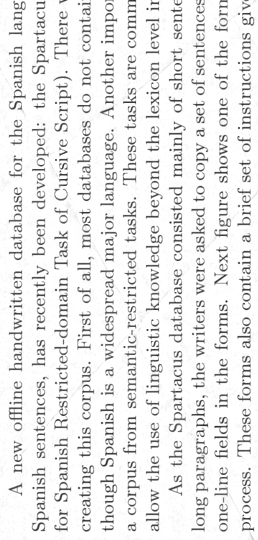 A new offline handwritten database for the Spanish lang
Spanish sentences, has recently been developed: the Spartacu
for Spanish Restricted-domain Task of Cursive Script). There
creating this corpus. First of all, most databases do not contai
though Spanish is a widespread major language. Another impor
a corpus from semantic-restricted tasks. These tasks are comm
allow the use of linguistic knowledge beyond the lexicon level in
As the Spartacus database consisted mainly of short sente
long paragraphs, the writers were asked to copy a set of sentences
one-line fields in the forms. Next figure shows one of the form
process. These forms also contain a brief set of instructions give